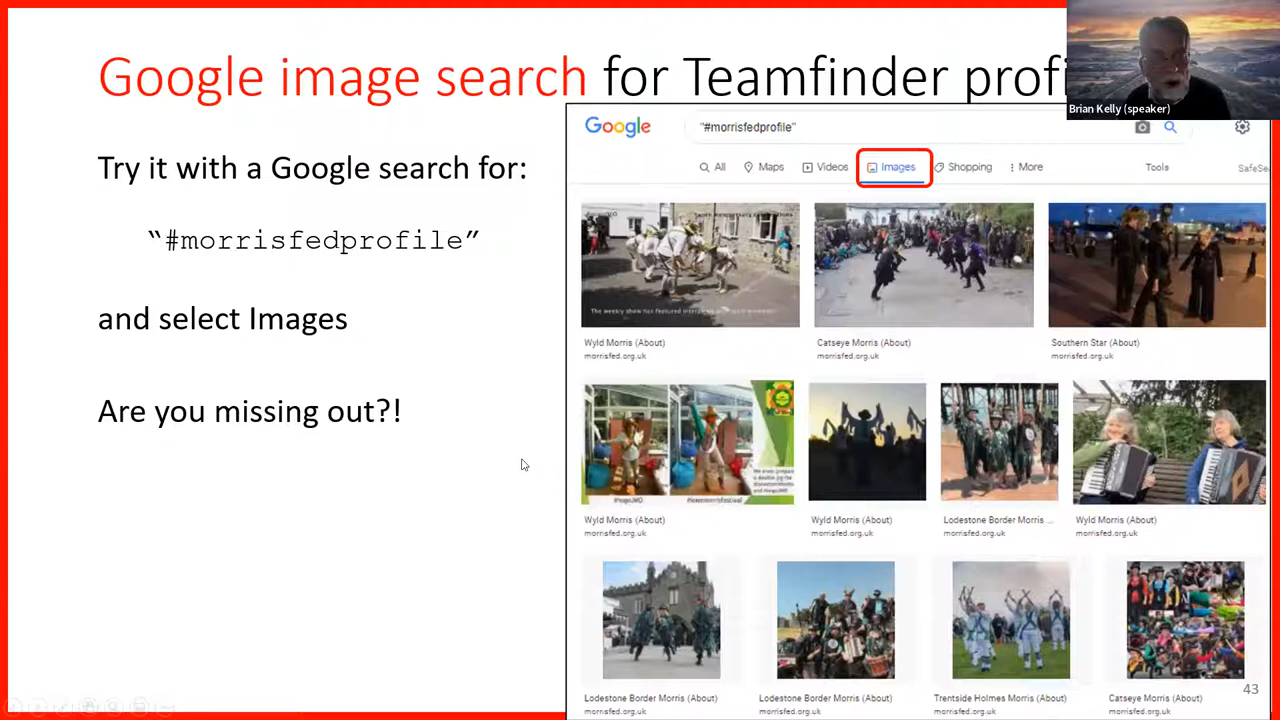 Google image search for Teamfinder profi
Brian Kelly (speaker)
Try it with a Google search for:
“#morrisfedprofile”
and select Images
Are you missing out?!
Google
"#morrisfedprofile"
All Maps Videos Images Shopping More Tools SafeSe
The weekly show has featured
Wyld Morris (About)
morrisfed.org.uk
Catseye Morris (About)
morrisfed.org.uk
Southern Star (About)
morrisfed.org.uk
Wyld Morris (About)
morrisfed.org.uk
Wyld Morris (About)
morrisfed.org.uk
Lodestone Border Morris ...
morrisfed.org.uk
Wyld Morris (About)
morrisfed.org.uk
Lodestone Border Morris (About)
morrisfed.org.uk
Lodestone Border Morris (About)
morrisfed.org.uk
Trentside Holmes Morris (About)
morrisfed.org.uk
Catseye Morris (About)
morrisfed.org.uk
43